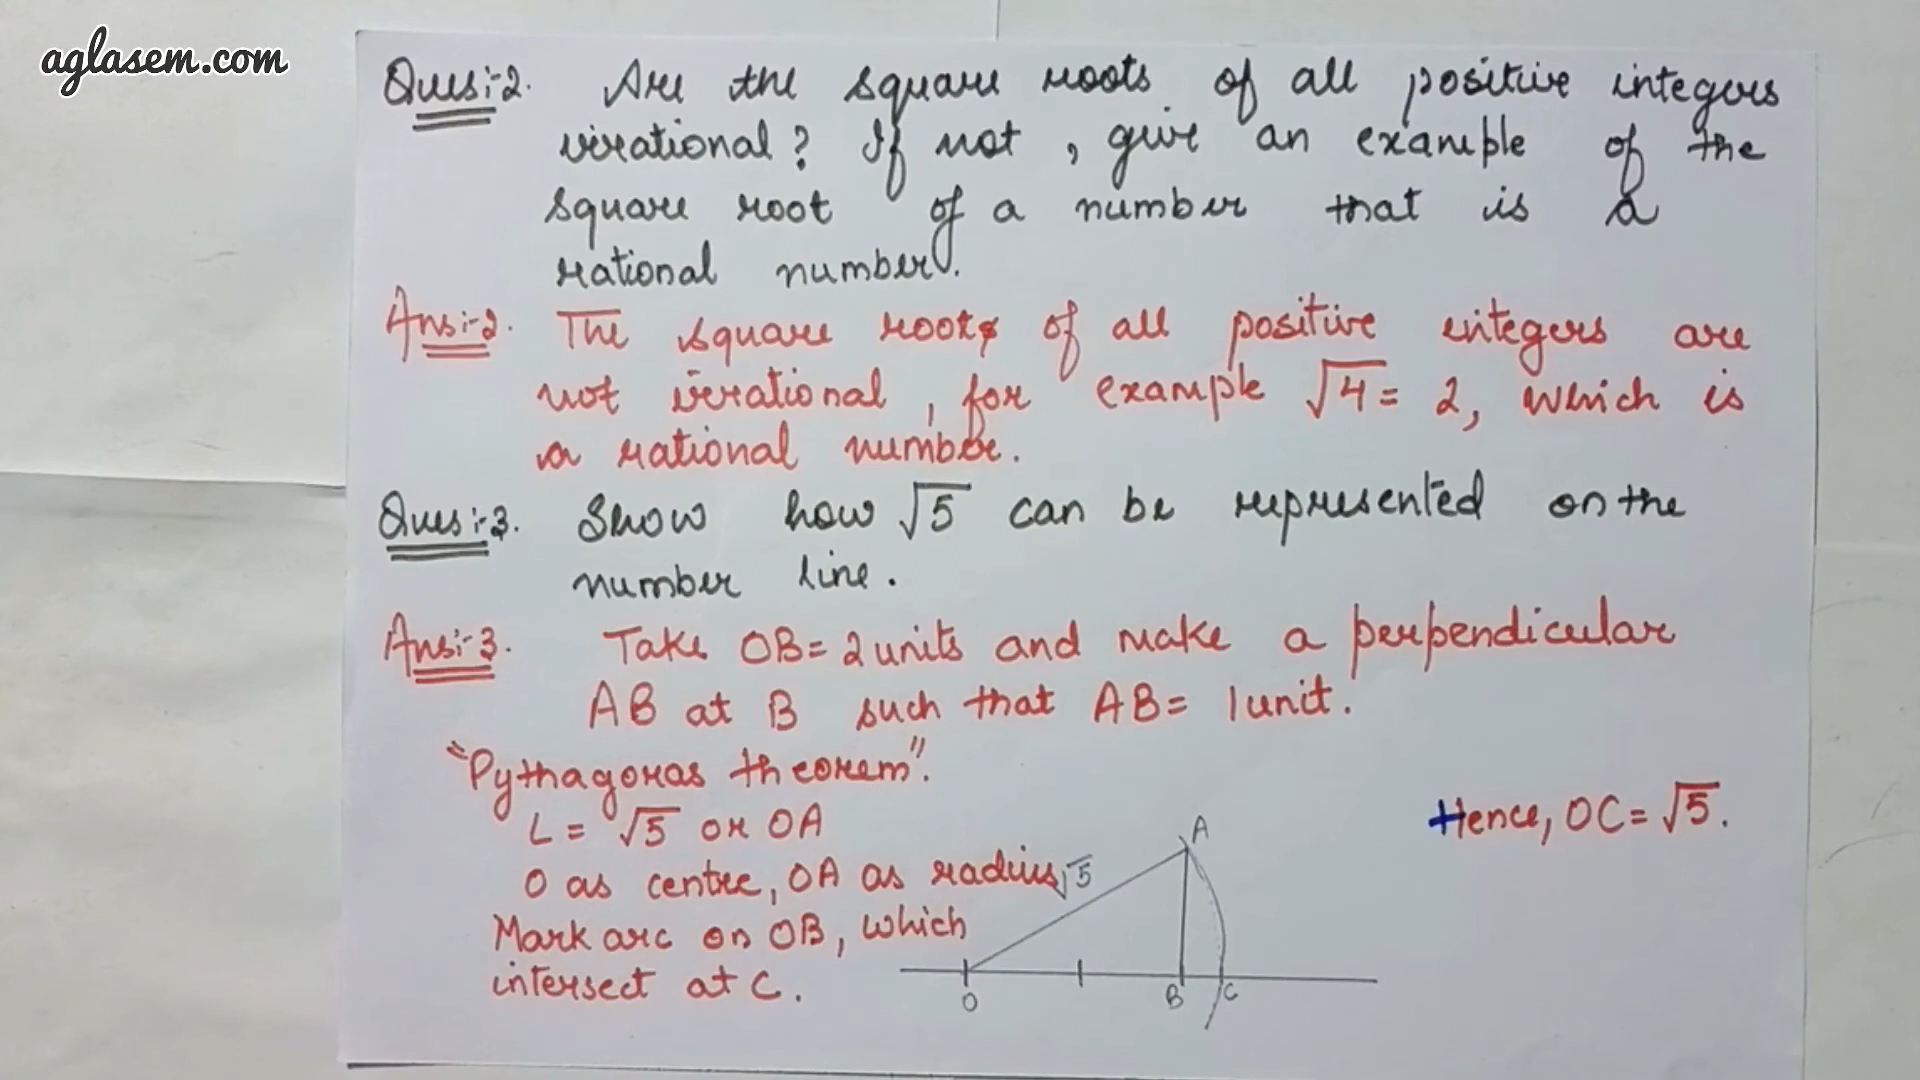 aglasem.com
Ques:-2. Are the square roots of all positive integers
irrational? If not, give an example of the
square root of a number that is a
rational number.
Ans:-2. The square roots of all positive integers are
not irrational, for example √4 = 2, which is
a rational number.
Ques:-3. Show how √5 can be represented on the
number line.
Ans:-3. Take OB = 2 units and make a perpendicular
AB at B such that AB = 1 unit.
"Pythagoras theorem".
L = √5 or OA
O as centre, OA as radius
Mark arc on OB, which
intersect at C.
Hence, OC = √5.
A
√5
O B C